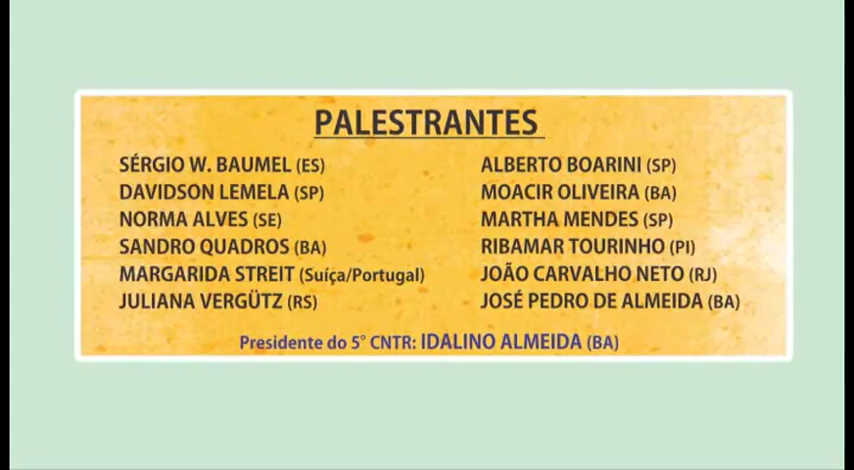 PALESTRANTES
SÉRGIO W. BAUMEL (ES)
DAVIDSON LEMELA (SP)
NORMA ALVES (SE)
SANDRO QUADROS (BA)
MARGARIDA STREIT (Suíça/Portugal)
JULIANA VERGÜTZ (RS)
ALBERTO BOARINI (SP)
MOACIR OLIVEIRA (BA)
MARTHA MENDES (SP)
RIBAMAR TOURINHO (PI)
JOÃO CARVALHO NETO (RJ)
JOSÉ PEDRO DE ALMEIDA (BA)
Presidente do 5° CNTR: IDALINO ALMEIDA (BA)